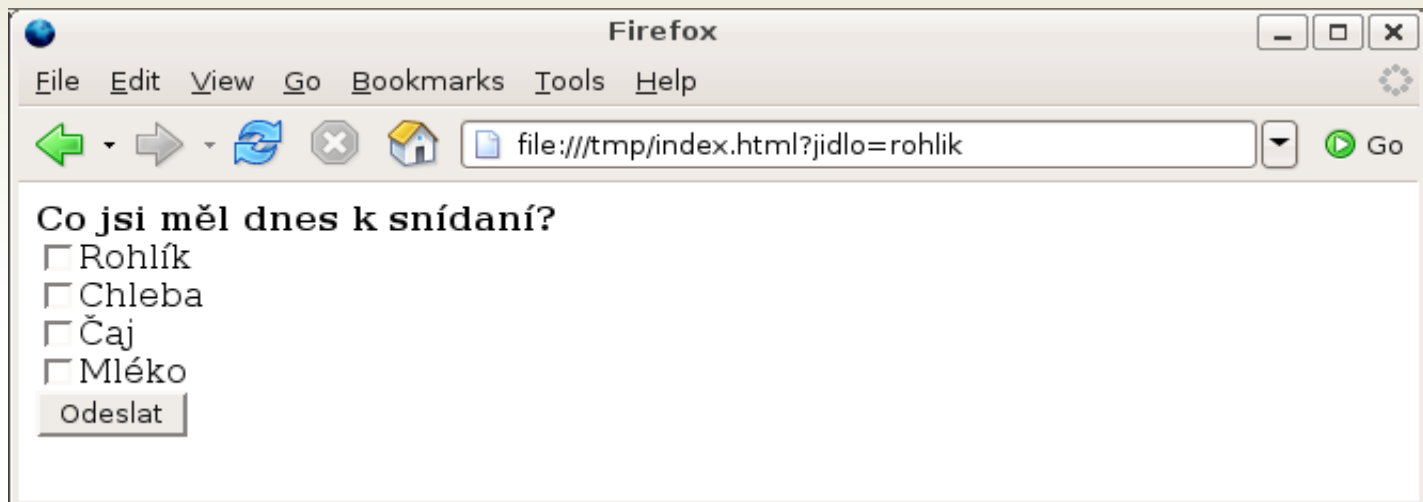 Firefox
File Edit View Go Bookmarks Tools Help
file:///tmp/index.html?jidlo=rohlik Go
Co jsi měl dnes k snídaní?
Rohlík
Chleba
Čaj
Mléko
Odeslat